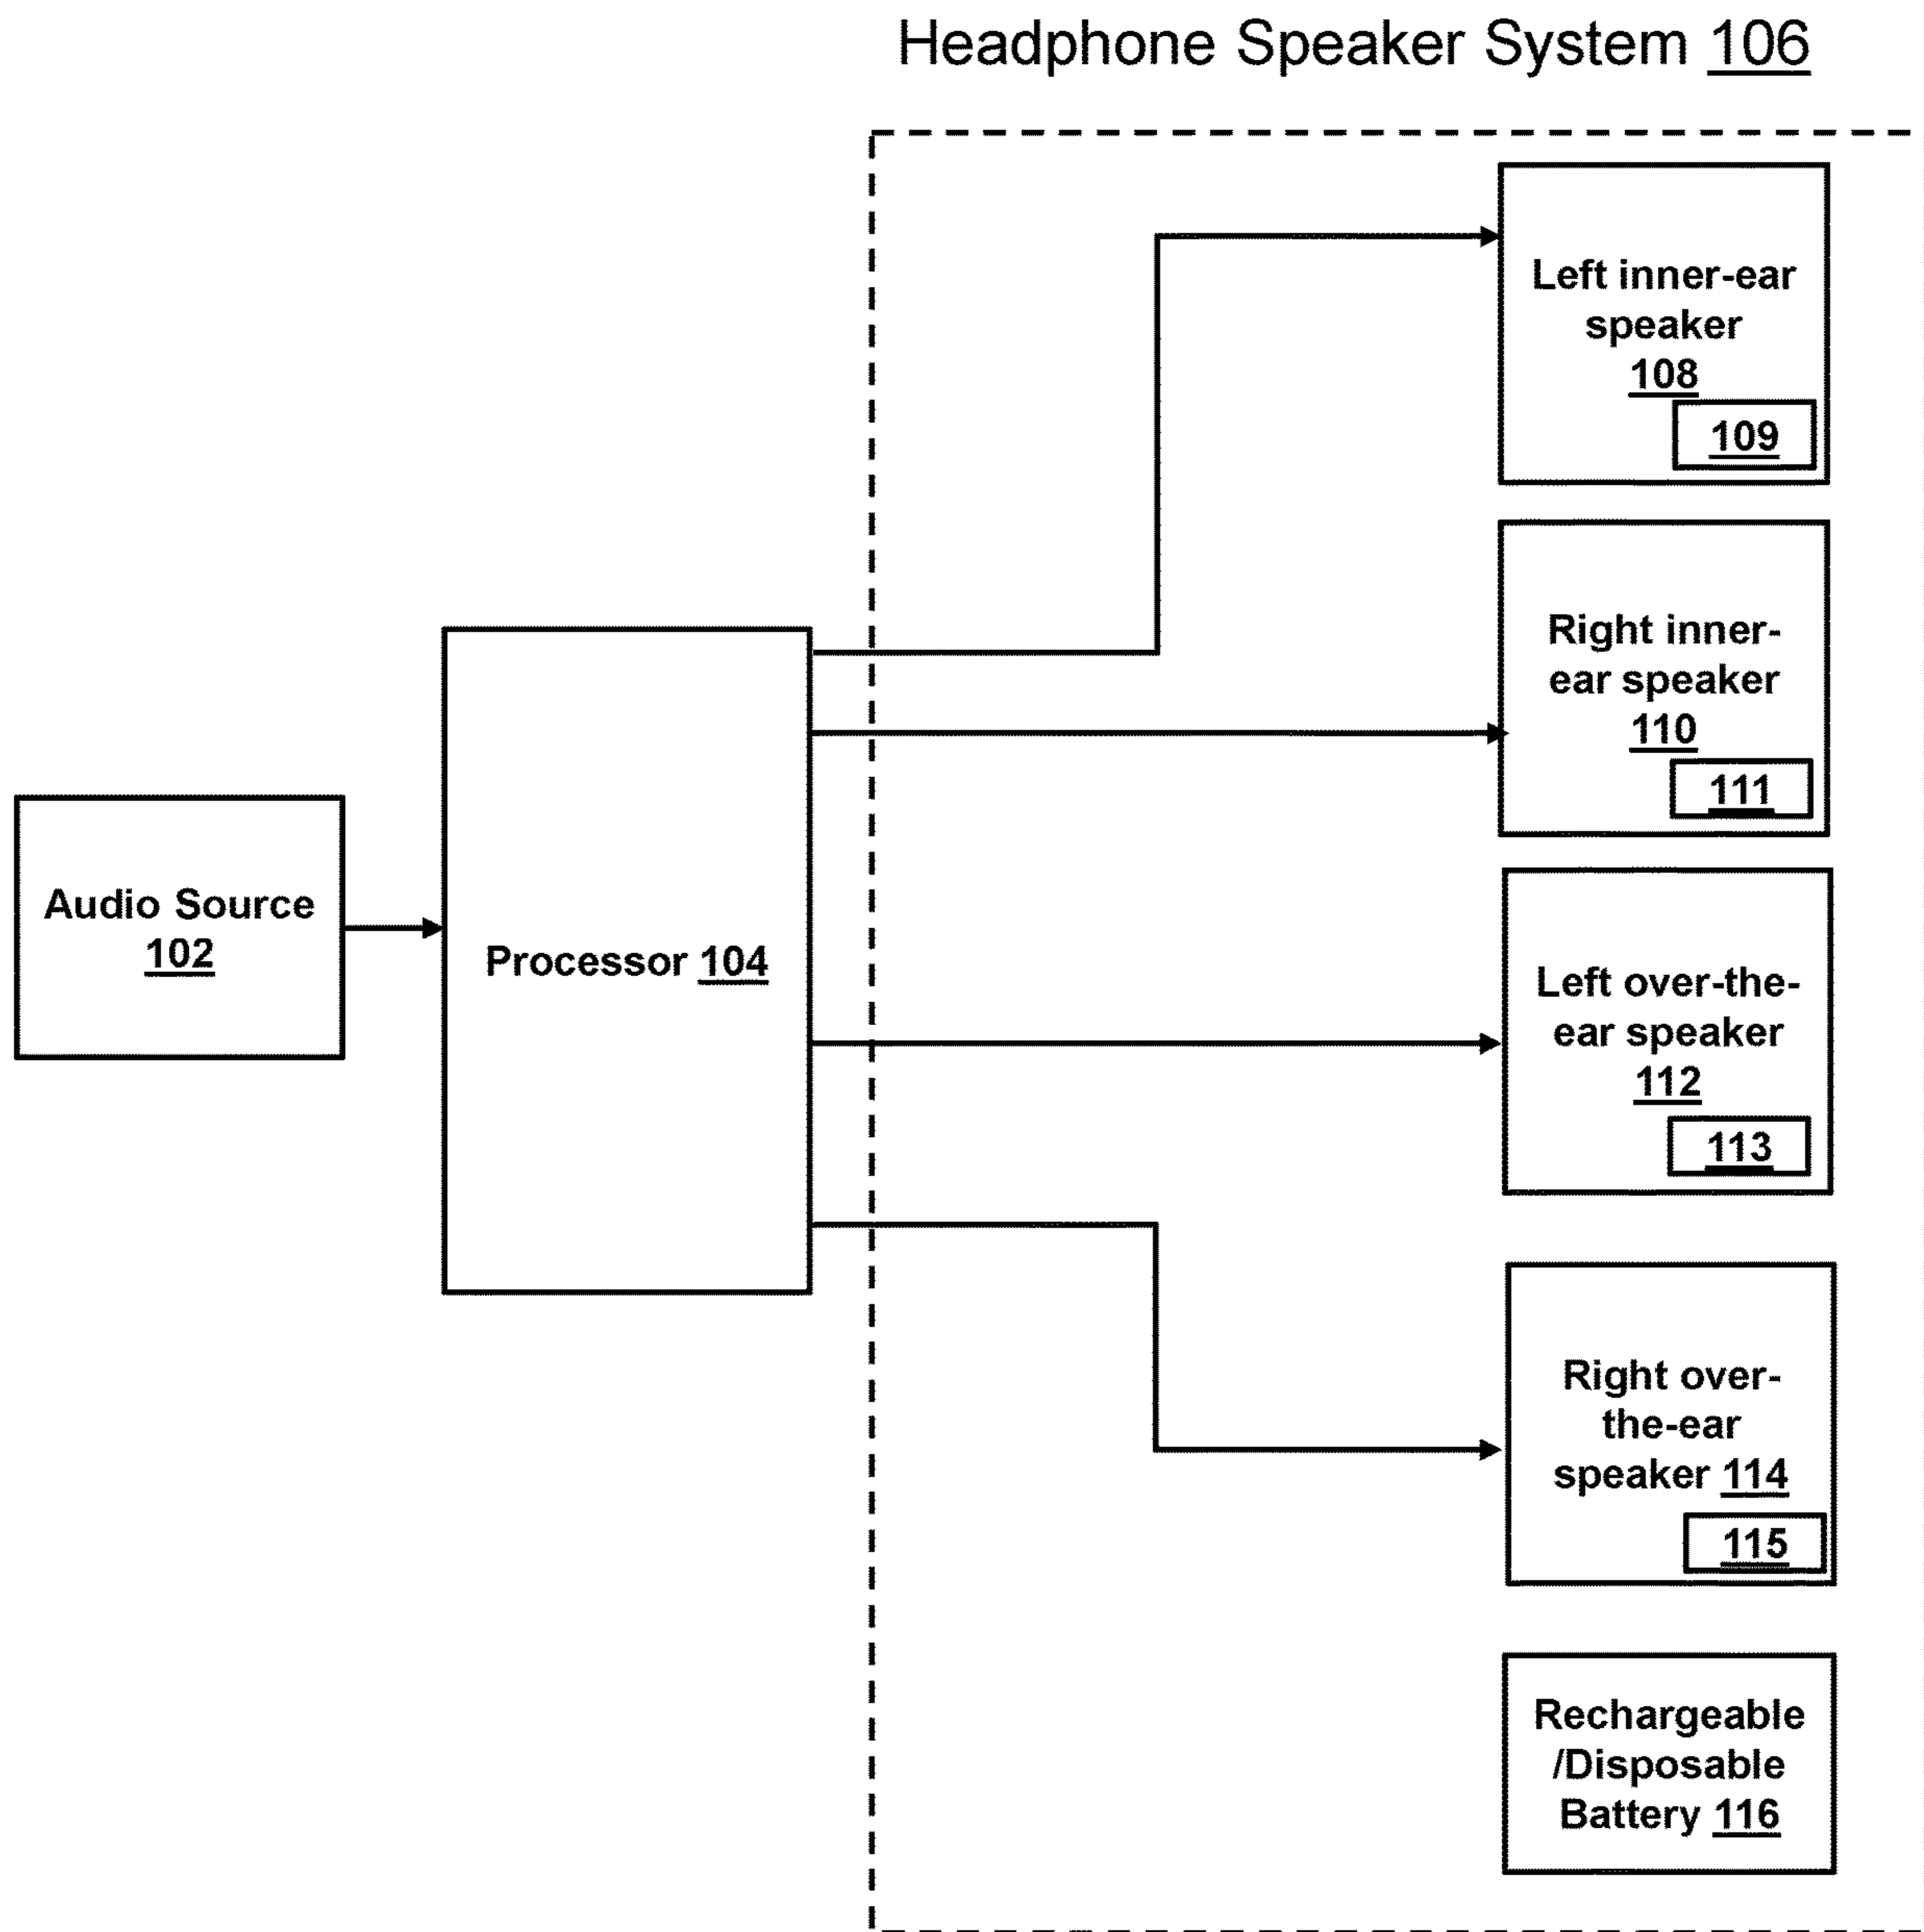 Headphone Speaker System 106
Left inner-ear
speaker
108
109
Right inner-
ear speaker
110
111
Audio Source
102
Processor 104
Left over-the-
ear speaker
112
113
Right over-
the-ear
speaker 114
115
Rechargeable
/Disposable
Battery 116